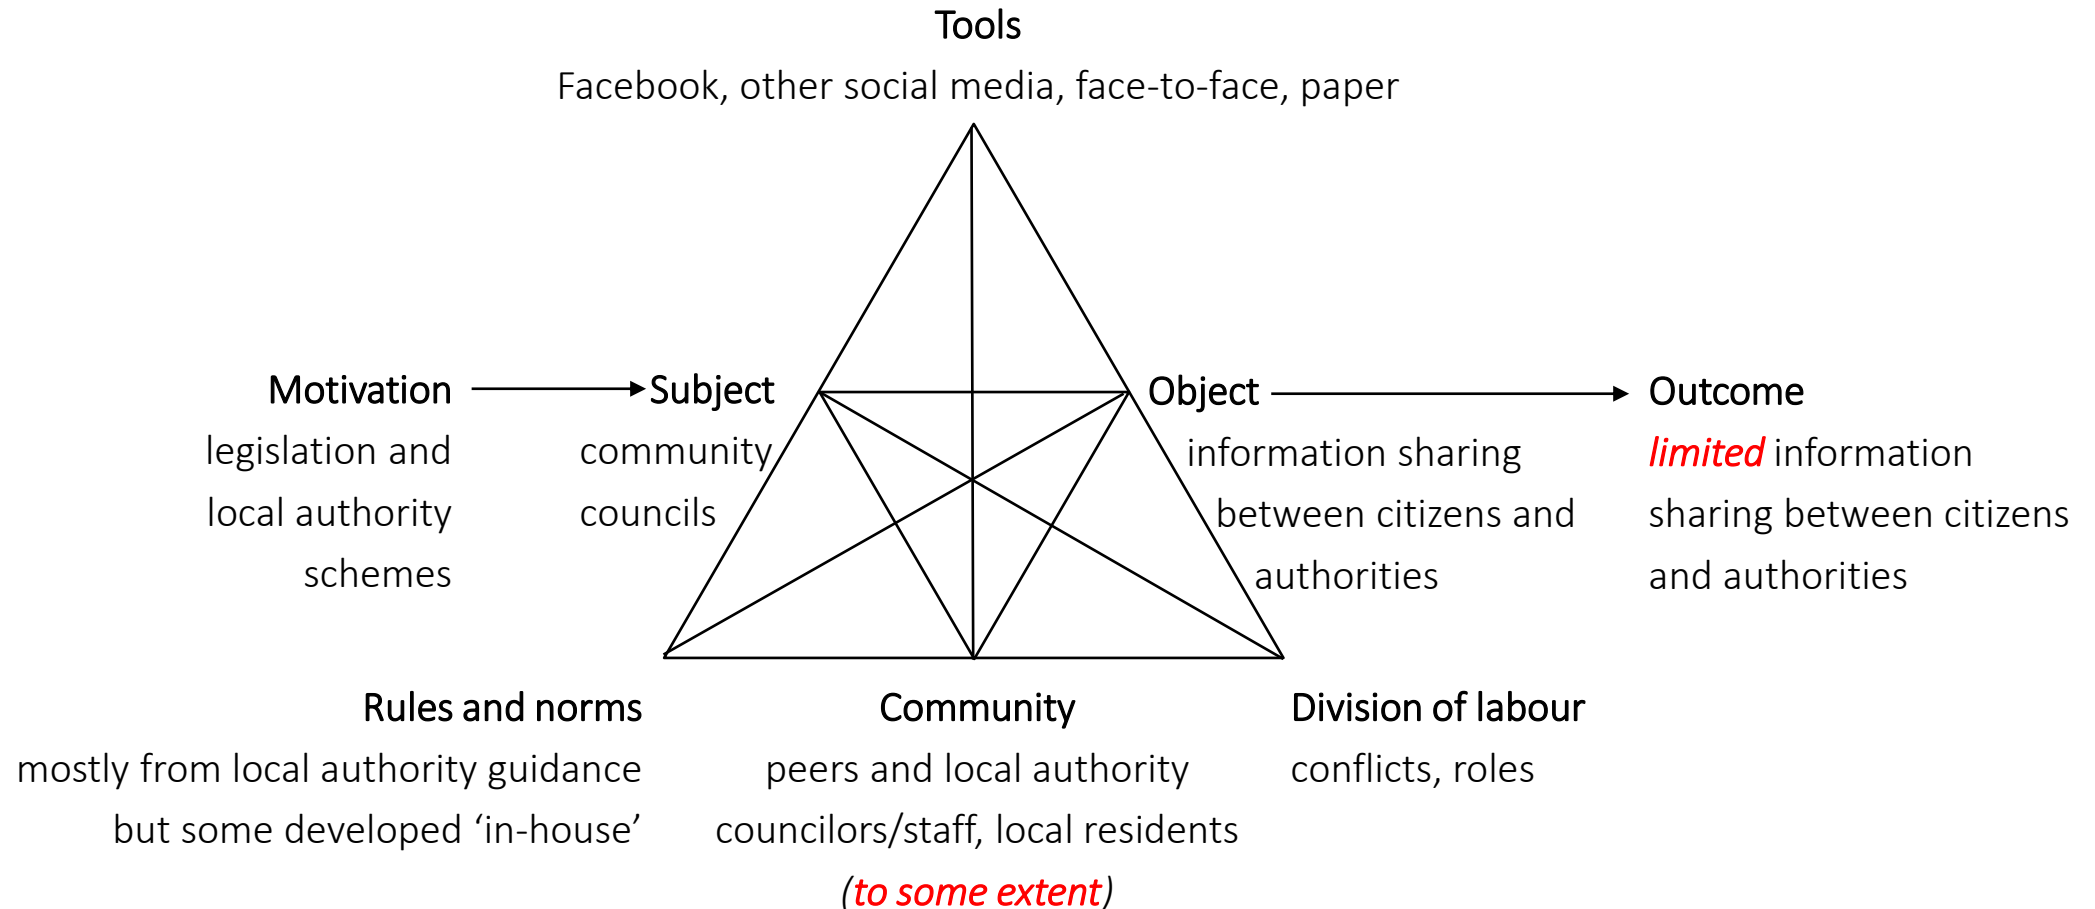 Tools
Facebook, other social media, face-to-face, paper
Motivation
legislation and
local authority
schemes
Subject
community
councils
Object
information sharing
between citizens and
authorities
Outcome
limited information
sharing between citizens
and authorities
Rules and norms
mostly from local authority guidance
but some developed ‘in-house’
Community
peers and local authority
councilors/staff, local residents
(to some extent)
Division of labour
conflicts, roles